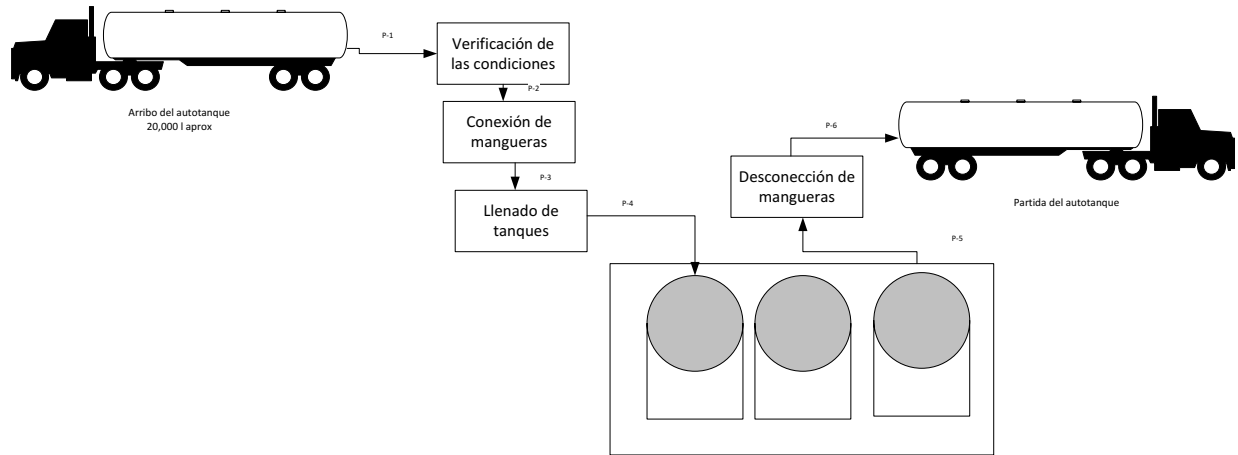 P-1
Verificación de
las condiciones
Arribo del autotanque
20,000 l aprox
P-2
Conexión de
mangueras
P-3
Llenado de
tanques
P-4
P-5
Desconección de
mangueras
P-6
Partida del autotanque